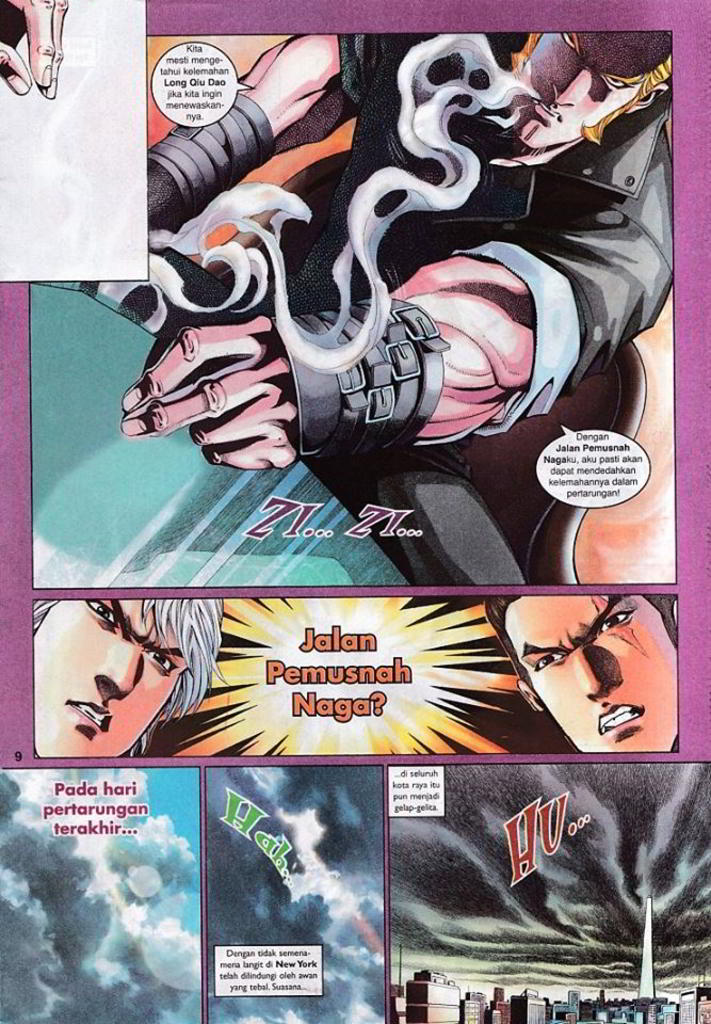 Kita
mesti menge-
tahui kelemahan
Long Qiu Dao
jika kita ingin
menewaskan-
nya.
Dengan
Jalan Pemusnah
Nagaku, aku pasti akan
dapat mendedahkan
kelemahannya dalam
pertarungan!
ZI... ZI...
Jalan
Pemusnah
Naga?
9
Pada hari
pertarungan
terakhir...
Hah...
Dengan tidak semena-
mena langit di New York
telah dilindungi oleh awan
yang tebal. Suasana...
...di seluruh
kota raya itu
pun menjadi
gelap-gelita.
HU...